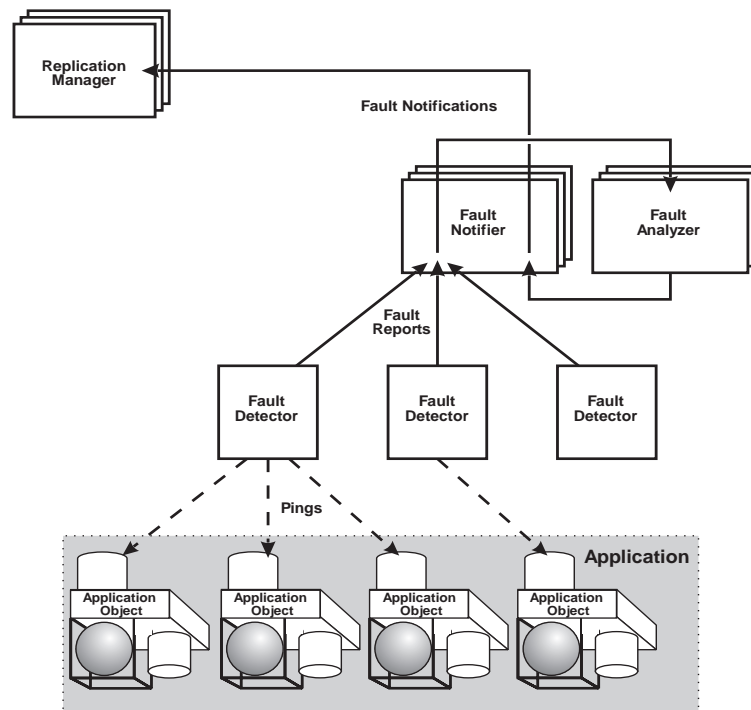 Replication
Manager
Fault Notifications
Fault
Notifier
Fault
Analyzer
Fault
Reports
Fault
Detector
Fault
Detector
Fault
Detector
Pings
Application
Application
Object
Application
Object
Application
Object
Application
Object